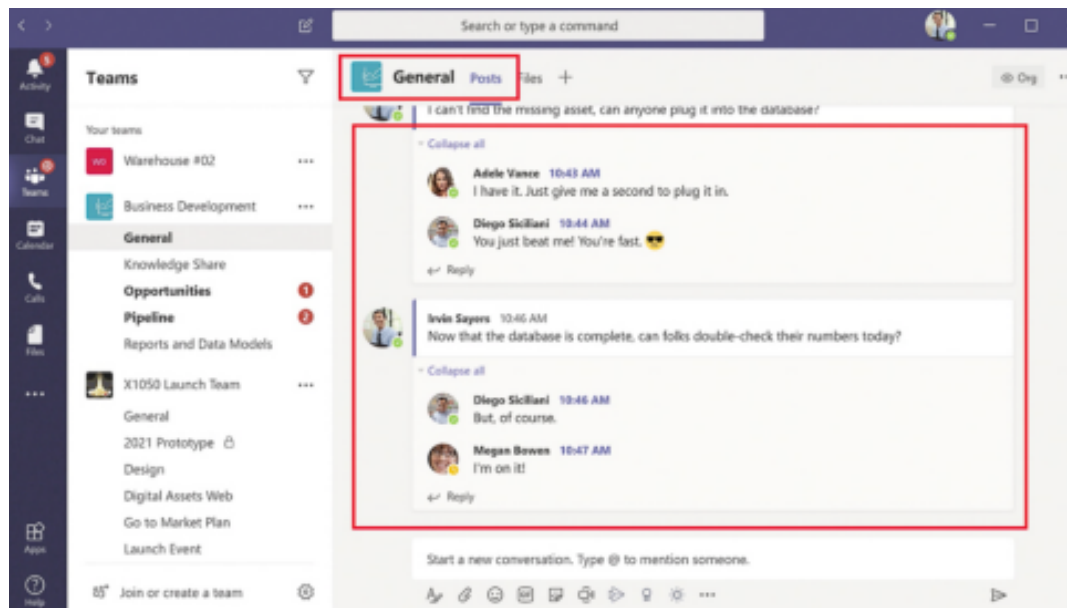 Search or type a command
5
Activity
Chat
Teams
Calendar
Calls
Files
Apps
Help
Teams
Your teams
W0 Warehouse #02
Business Development
General
Knowledge Share
Opportunities 1
Pipeline 2
Reports and Data Models
X1050 Launch Team
General
2021 Prototype
Design
Digital Assets Web
Go to Market Plan
Launch Event
Join or create a team
General Posts Files +
Org
I can't find the missing asset, can anyone plug it into the database?
Collapse all
Adele Vance 10:43 AM
I have it. Just give me a second to plug it in.
Diego Siciliani 10:44 AM
You just beat me! You're fast. 😎
Reply
Irvin Sayers 10:46 AM
Now that the database is complete, can folks double-check their numbers today?
Collapse all
Diego Siciliani 10:46 AM
But, of course.
Megan Bowen 10:47 AM
I'm on it!
Reply
Start a new conversation. Type @ to mention someone.